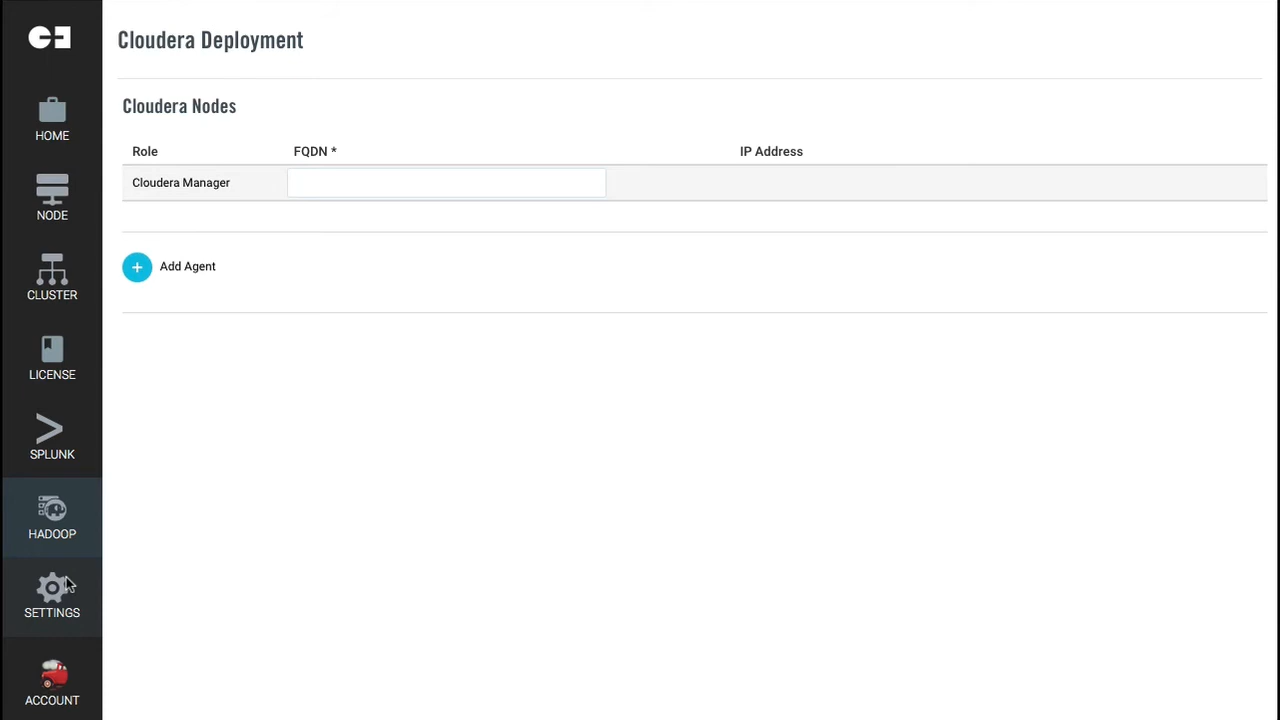 Cloudera Deployment
Cloudera Nodes
Role FQDN * IP Address
Cloudera Manager
Add Agent
HOME
NODE
CLUSTER
LICENSE
SPLUNK
HADOOP
SETTINGS
ACCOUNT